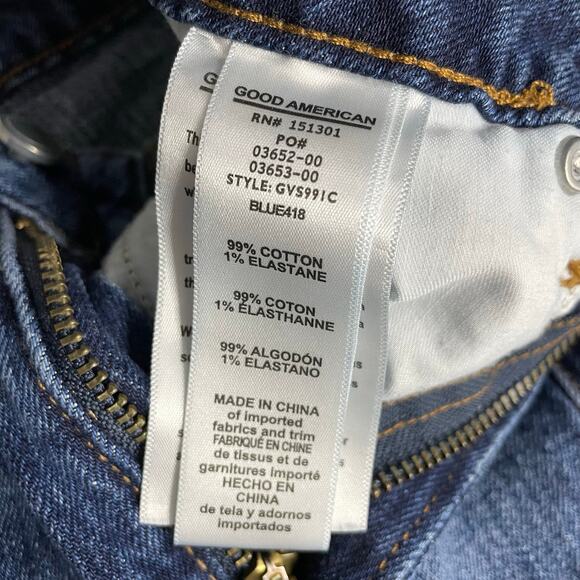 GOOD AMERICAN
RN# 151301
PO#
03652-00
03653-00
STYLE: GVS991C
BLUE418
99% COTTON
1% ELASTANE
99% COTON
1% ELASTHANNE
99% ALGODÓN
1% ELASTANO
MADE IN CHINA
of imported
fabrics and trim
FABRIQUÉ EN CHINE
de tissus et de
garnitures importé
HECHO EN
CHINA
de tela y adornos
importados